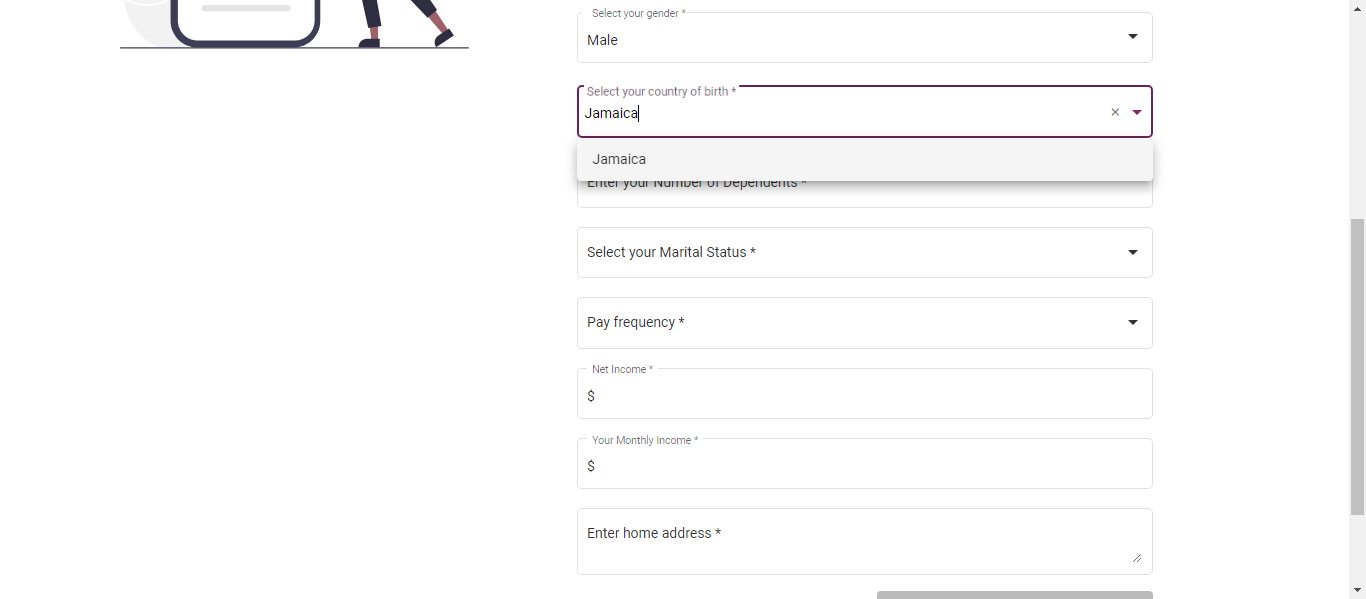 Select your gender *
Male
Select your country of birth *
Jamaica
Jamaica
Enter your Number of Dependents *
Select your Marital Status *
Pay frequency *
Net Income *
$
Your Monthly Income *
$
Enter home address *